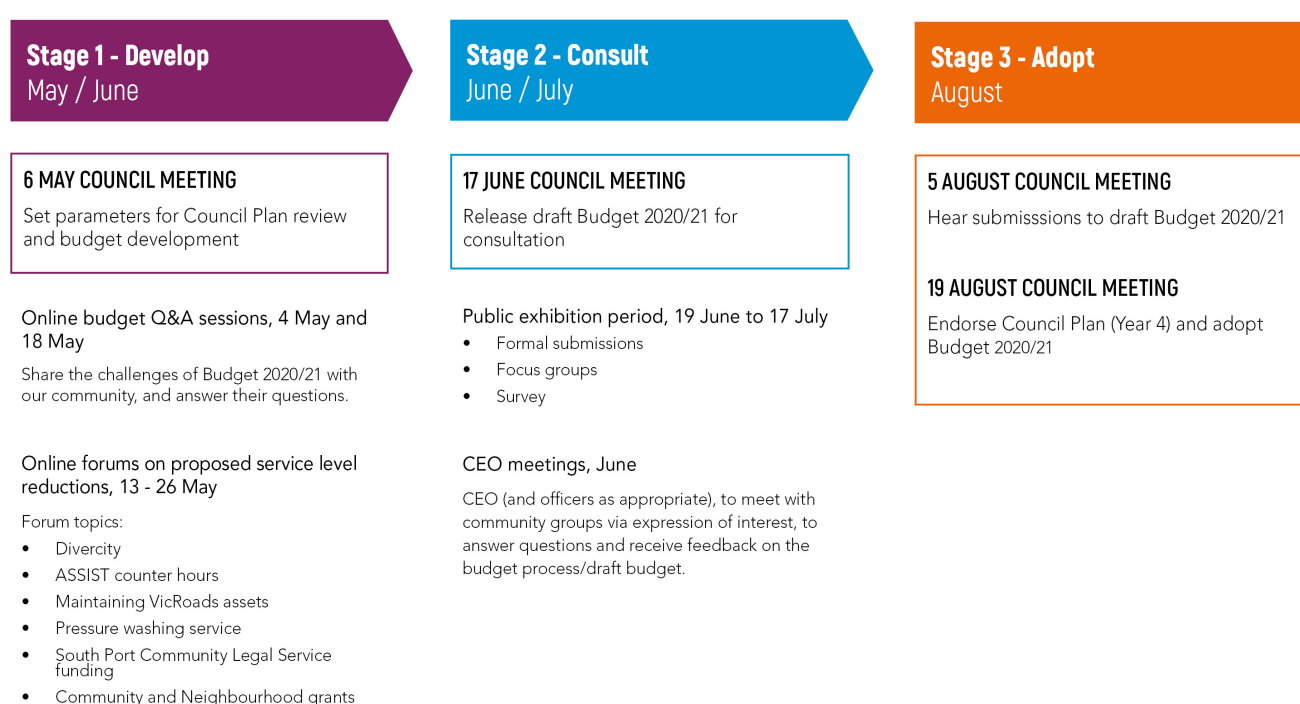 Stage 1 - Develop
May / June
6 MAY COUNCIL MEETING
Set parameters for Council Plan review
and budget development
Online budget Q&A sessions, 4 May and
18 May
Share the challenges of Budget 2020/21 with
our community, and answer their questions.
Online forums on proposed service level
reductions, 13 - 26 May
Forum topics:
• Divercity
• ASSIST counter hours
• Maintaining VicRoads assets
• Pressure washing service
• South Port Community Legal Service
funding
• Community and Neighbourhood grants
Stage 2 - Consult
June / July
17 JUNE COUNCIL MEETING
Release draft Budget 2020/21 for
consultation
Public exhibition period, 19 June to 17 July
• Formal submissions
• Focus groups
• Survey
CEO meetings, June
CEO (and officers as appropriate), to meet with
community groups via expression of interest, to
answer questions and receive feedback on the
budget process/draft budget.
Stage 3 - Adopt
August
5 AUGUST COUNCIL MEETING
Hear submisssions to draft Budget 2020/21
19 AUGUST COUNCIL MEETING
Endorse Council Plan (Year 4) and adopt
Budget 2020/21